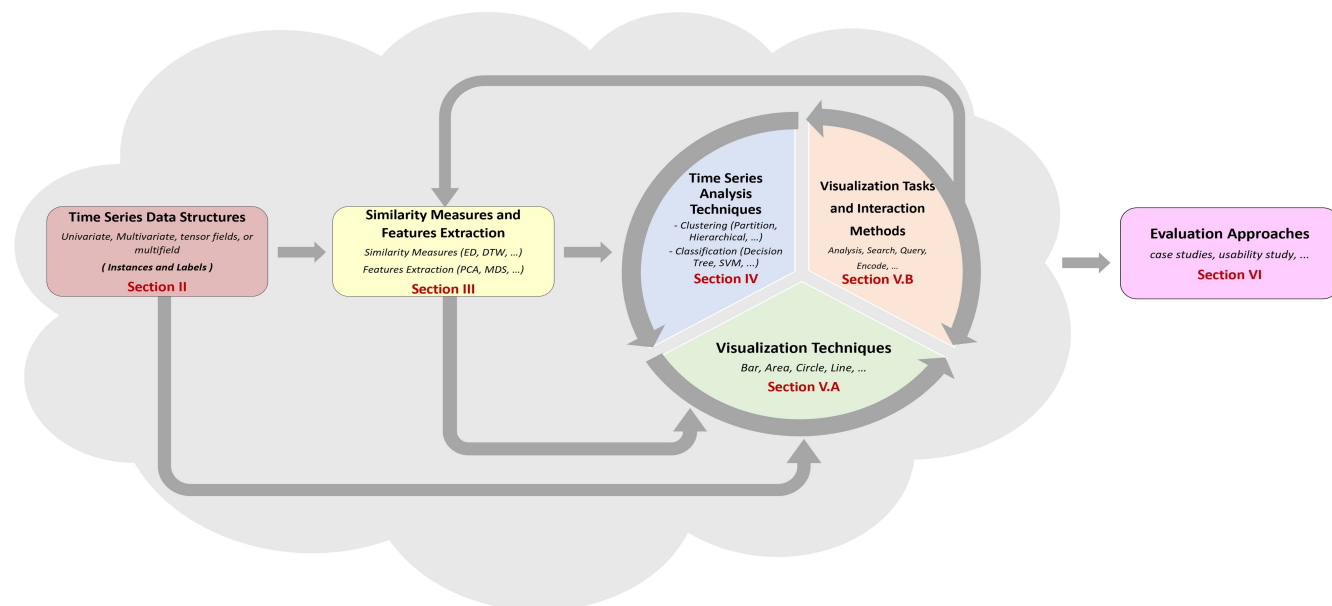 Time Series Data Structures
Univariate, Multivariate, tensor fields, or
multifield
( Instances and Labels )
Section II
Similarity Measures and
Features Extraction
Similarity Measures (ED, DTW, ...)
Features Extraction (PCA, MDS, ...)
Section III
Time Series
Analysis
Techniques
- Clustering (Partition,
Hierarchical, ...)
- Classification (Decision
Tree, SVM, ...)
Section IV
Visualization Tasks
and Interaction
Methods
Analysis, Search, Query,
Encode, ...
Section V.B
Visualization Techniques
Bar, Area, Circle, Line, ...
Section V.A
Evaluation Approaches
case studies, usability study, ...
Section VI